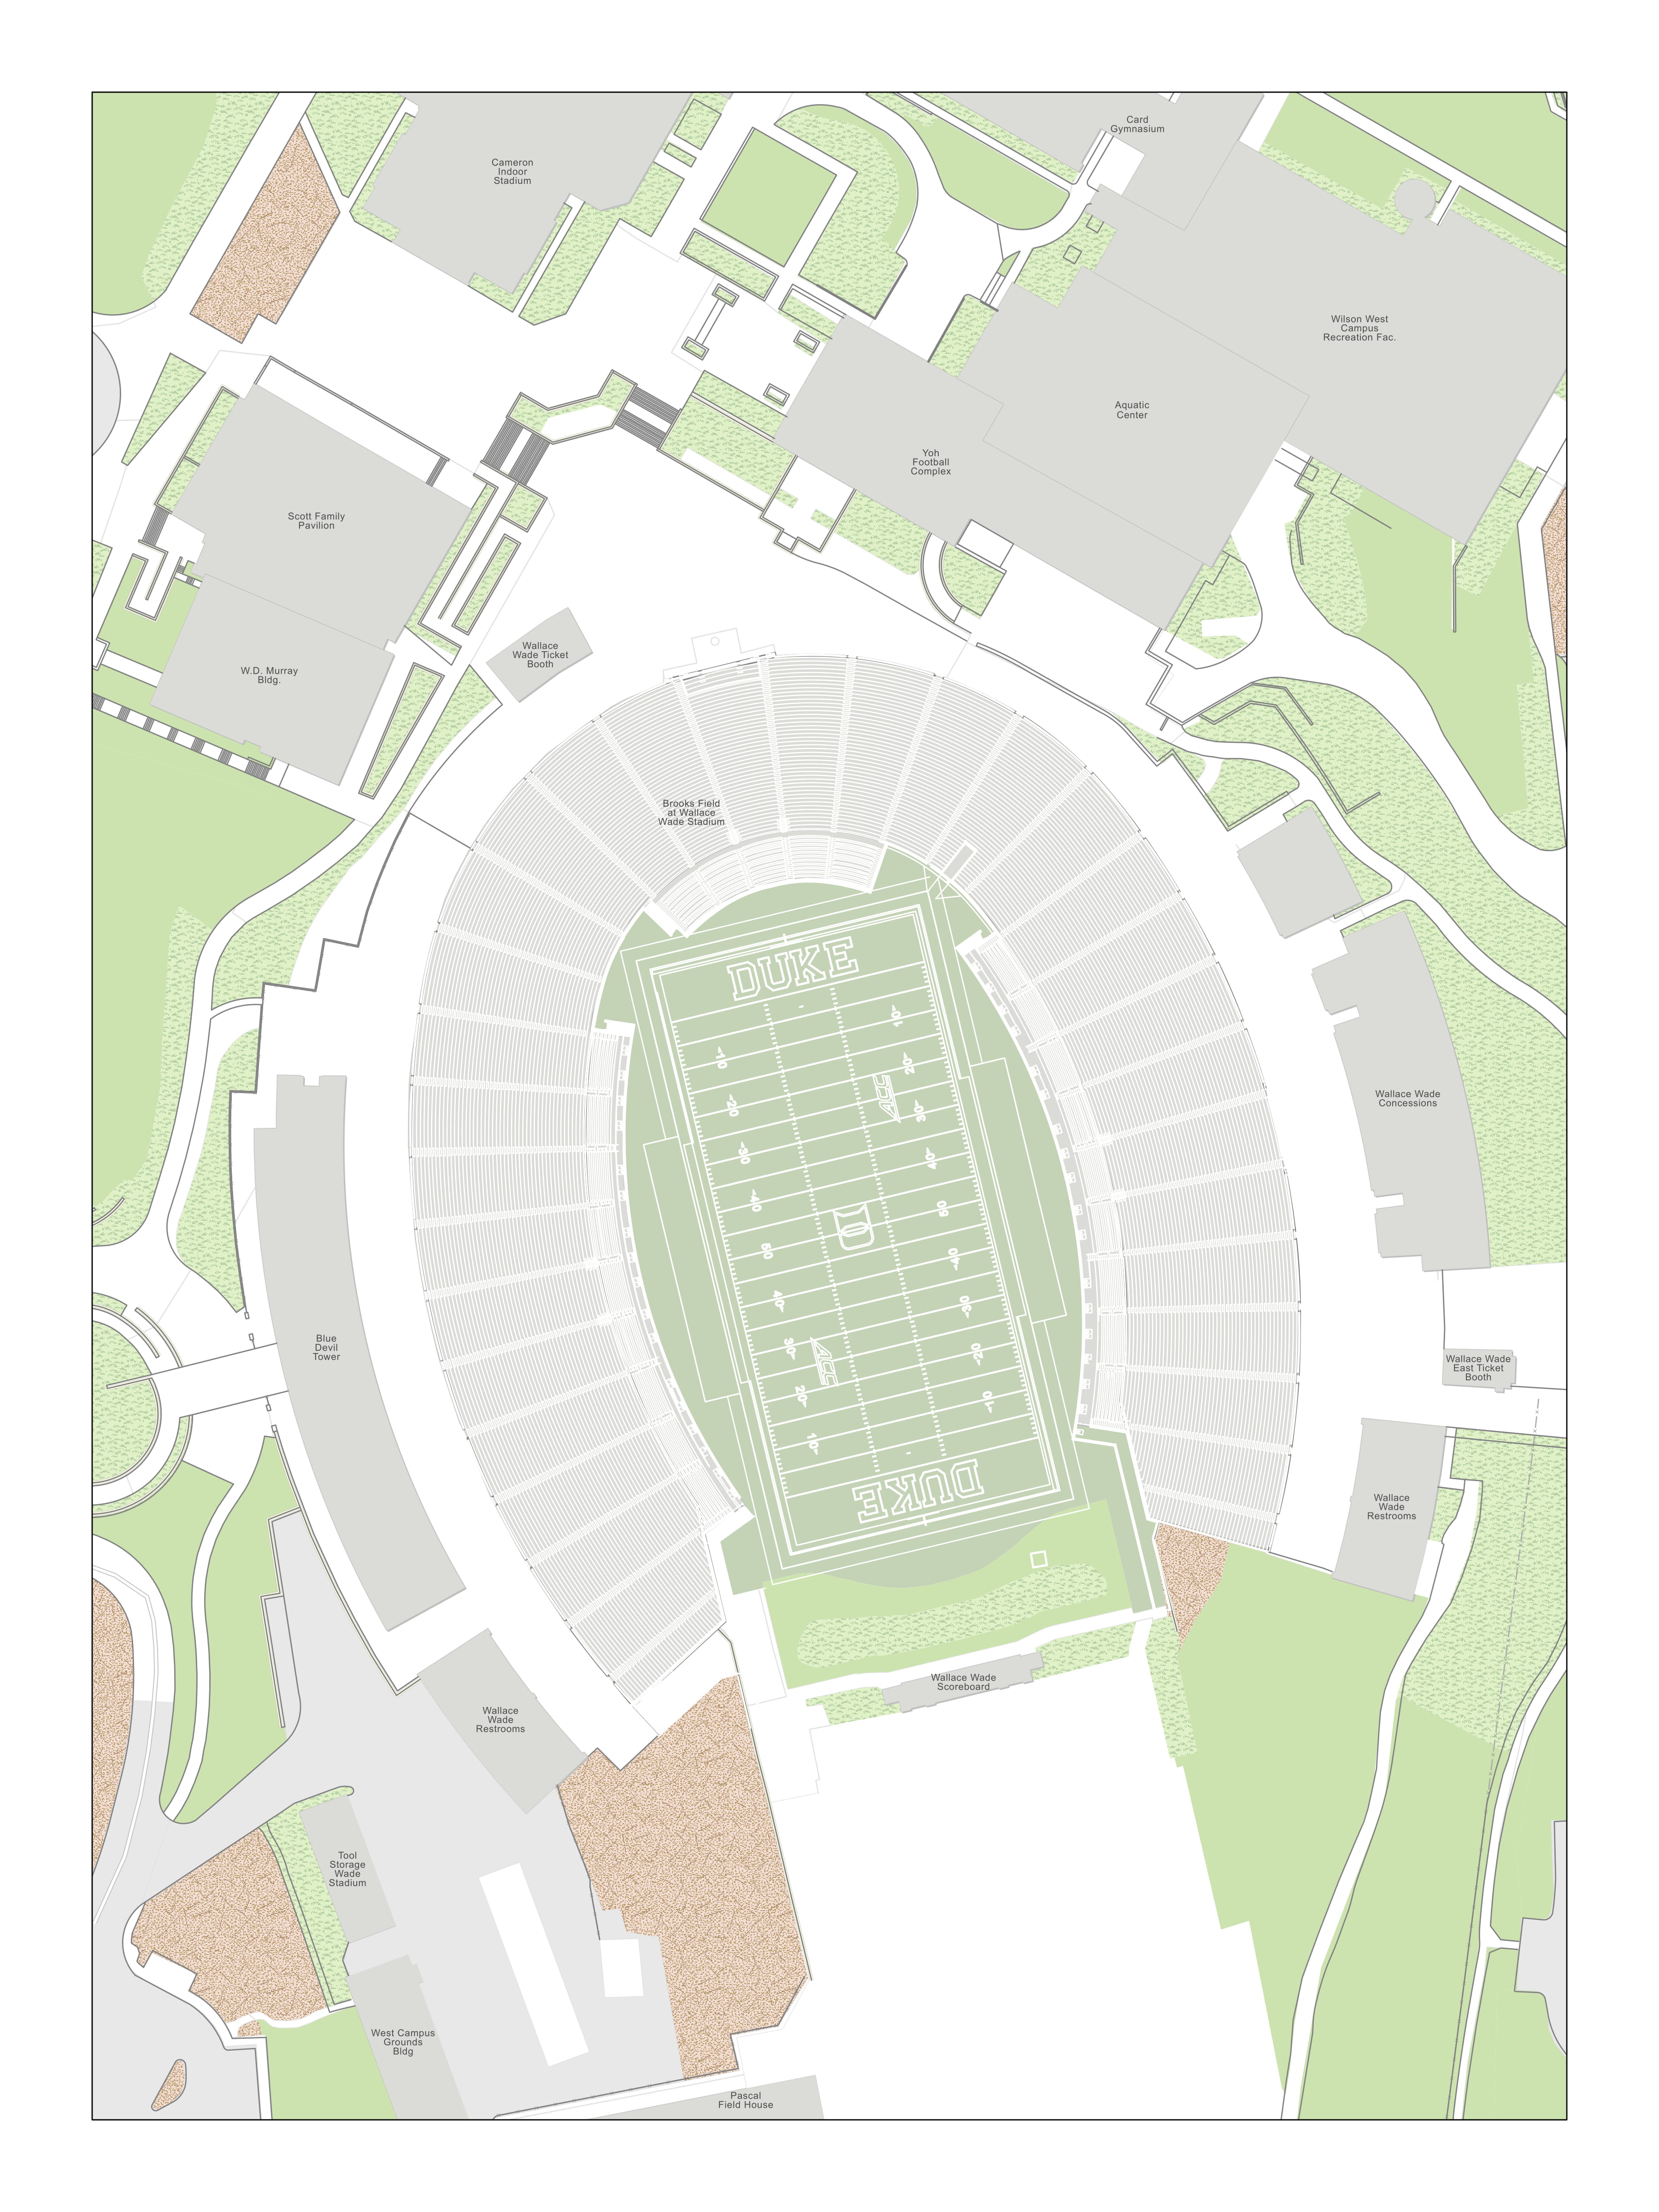 Card
Gymnasium
Cameron
Indoor
Stadium
Wilson West
Campus
Recreation Fac.
Aquatic
Center
Yoh
Football
Complex
Scott Family
Pavilion
Wallace
Wade Ticket
Booth
W.D. Murray
Bldg.
Brooks Field
at Wallace
Wade Stadium
DUKE
10
10
20
20
ACC
30
30
40
40
50
D
50
40
40
30
30
ACC
20
20
10
10
DUKE
Wallace Wade
Concessions
Blue
Devil
Tower
Wallace Wade
East Ticket
Booth
Wallace
Wade
Restrooms
Wallace Wade
Scoreboard
Wallace
Wade
Restrooms
Tool
Storage
Wade
Stadium
West Campus
Grounds
Bldg
Pascal
Field House